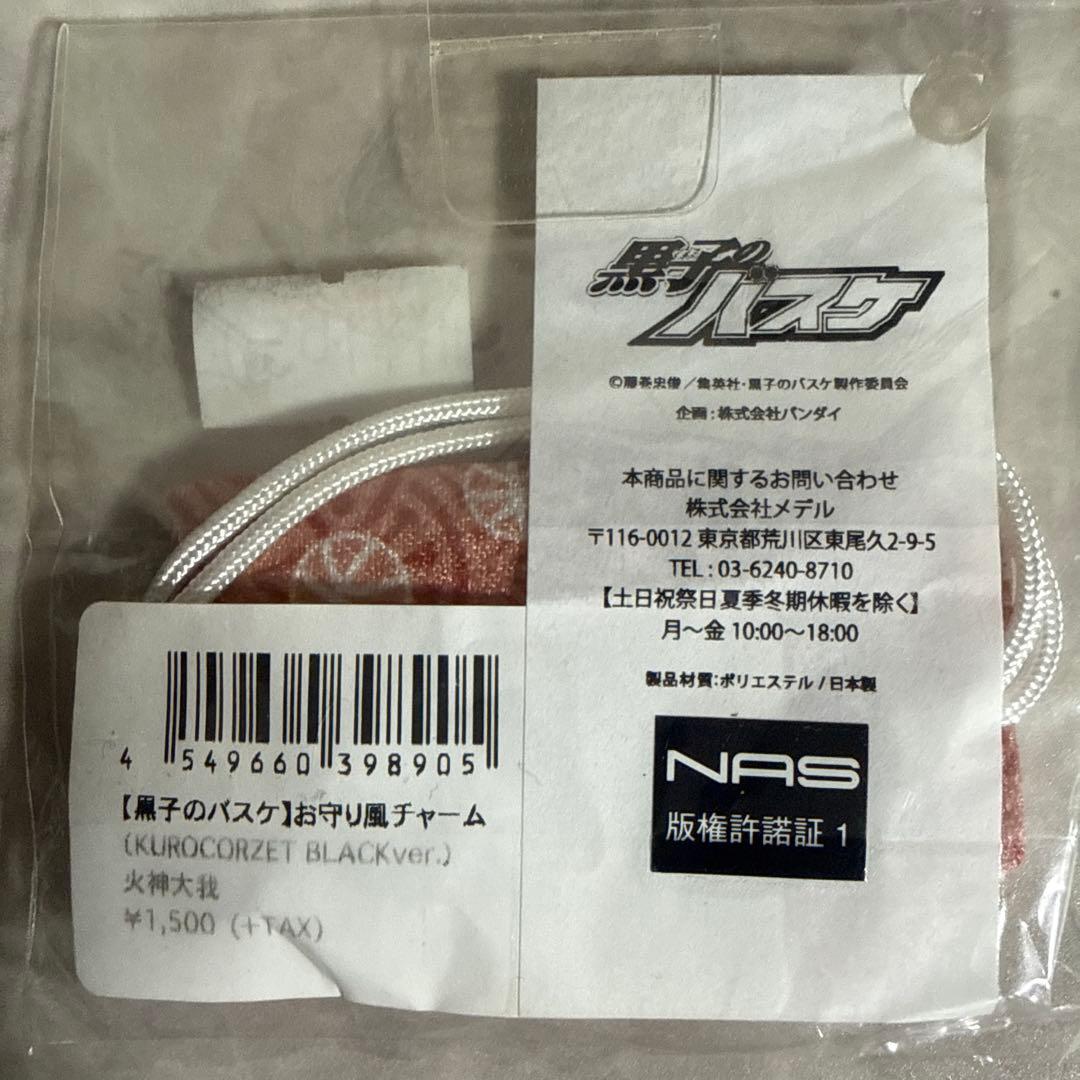 黒子の
バスケ
©藤巻忠俊／集英社・黒子のバスケ製作委員会
企画:株式会社バンダイ
本商品に関するお問い合わせ
株式会社メデル
〒116-0012 東京都荒川区東尾久2-9-5
TEL : 03-6240-8710
【土日祝祭日夏季冬期休暇を除く】
月〜金 10:00〜18:00
製品材質:ポリエステル / 日本製
NAS
版権許諾証 1
4 549660 398905
【黒子のバスケ】お守り風チャーム
(KUROCORZET BLACKver.)
火神大我
¥1,500 (+TAX)